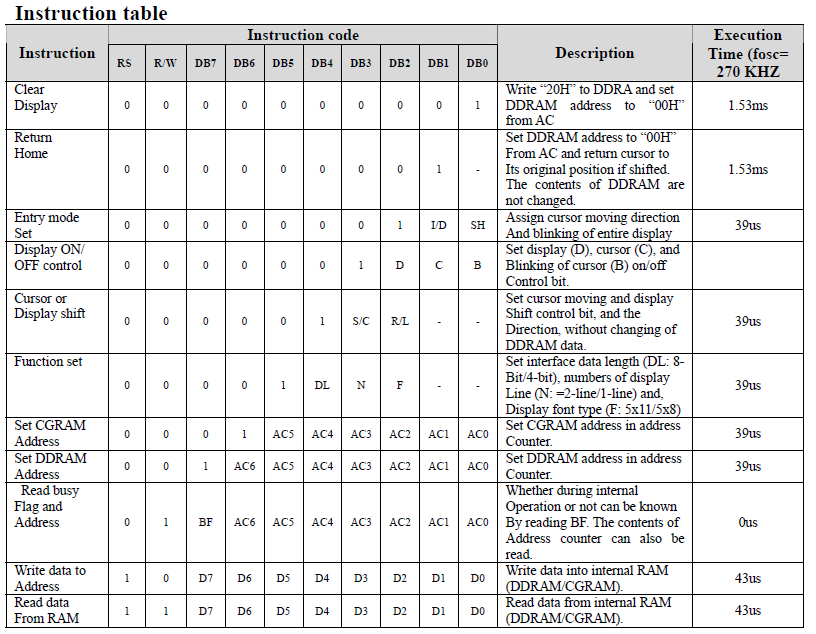 Instruction table
Instruction code
Instruction RS R/W DB7 DB6 DB5 DB4 DB3 DB2 DB1 DB0 Description Execution
Time (fosc=
270 KHZ
Clear
Display 0 0 0 0 0 0 0 0 0 1 Write “20H” to DDRA and set
DDRAM address to “00H”
from AC 1.53ms
Return
Home 0 0 0 0 0 0 0 0 1 - Set DDRAM address to “00H”
From AC and return cursor to
Its original position if shifted.
The contents of DDRAM are
not changed. 1.53ms
Entry mode
Set 0 0 0 0 0 0 0 1 I/D SH Assign cursor moving direction
And blinking of entire display 39us
Display ON/
OFF control 0 0 0 0 0 0 1 D C B Set display (D), cursor (C), and
Blinking of cursor (B) on/off
Control bit.
Cursor or
Display shift 0 0 0 0 0 1 S/C R/L - - Set cursor moving and display
Shift control bit, and the
Direction, without changing of
DDRAM data. 39us
Function set 0 0 0 0 1 DL N F - - Set interface data length (DL: 8-
Bit/4-bit), numbers of display
Line (N: =2-line/1-line) and,
Display font type (F: 5x11/5x8) 39us
Set CGRAM
Address 0 0 0 1 AC5 AC4 AC3 AC2 AC1 AC0 Set CGRAM address in address
Counter. 39us
Set DDRAM
Address 0 0 1 AC6 AC5 AC4 AC3 AC2 AC1 AC0 Set DDRAM address in address
Counter. 39us
Read busy
Flag and
Address 0 1 BF AC6 AC5 AC4 AC3 AC2 AC1 AC0 Whether during internal
Operation or not can be known
By reading BF. The contents of
Address counter can also be
read. 0us
Write data to
Address 1 0 D7 D6 D5 D4 D3 D2 D1 D0 Write data into internal RAM
(DDRAM/CGRAM). 43us
Read data
From RAM 1 1 D7 D6 D5 D4 D3 D2 D1 D0 Read data from internal RAM
(DDRAM/CGRAM). 43us